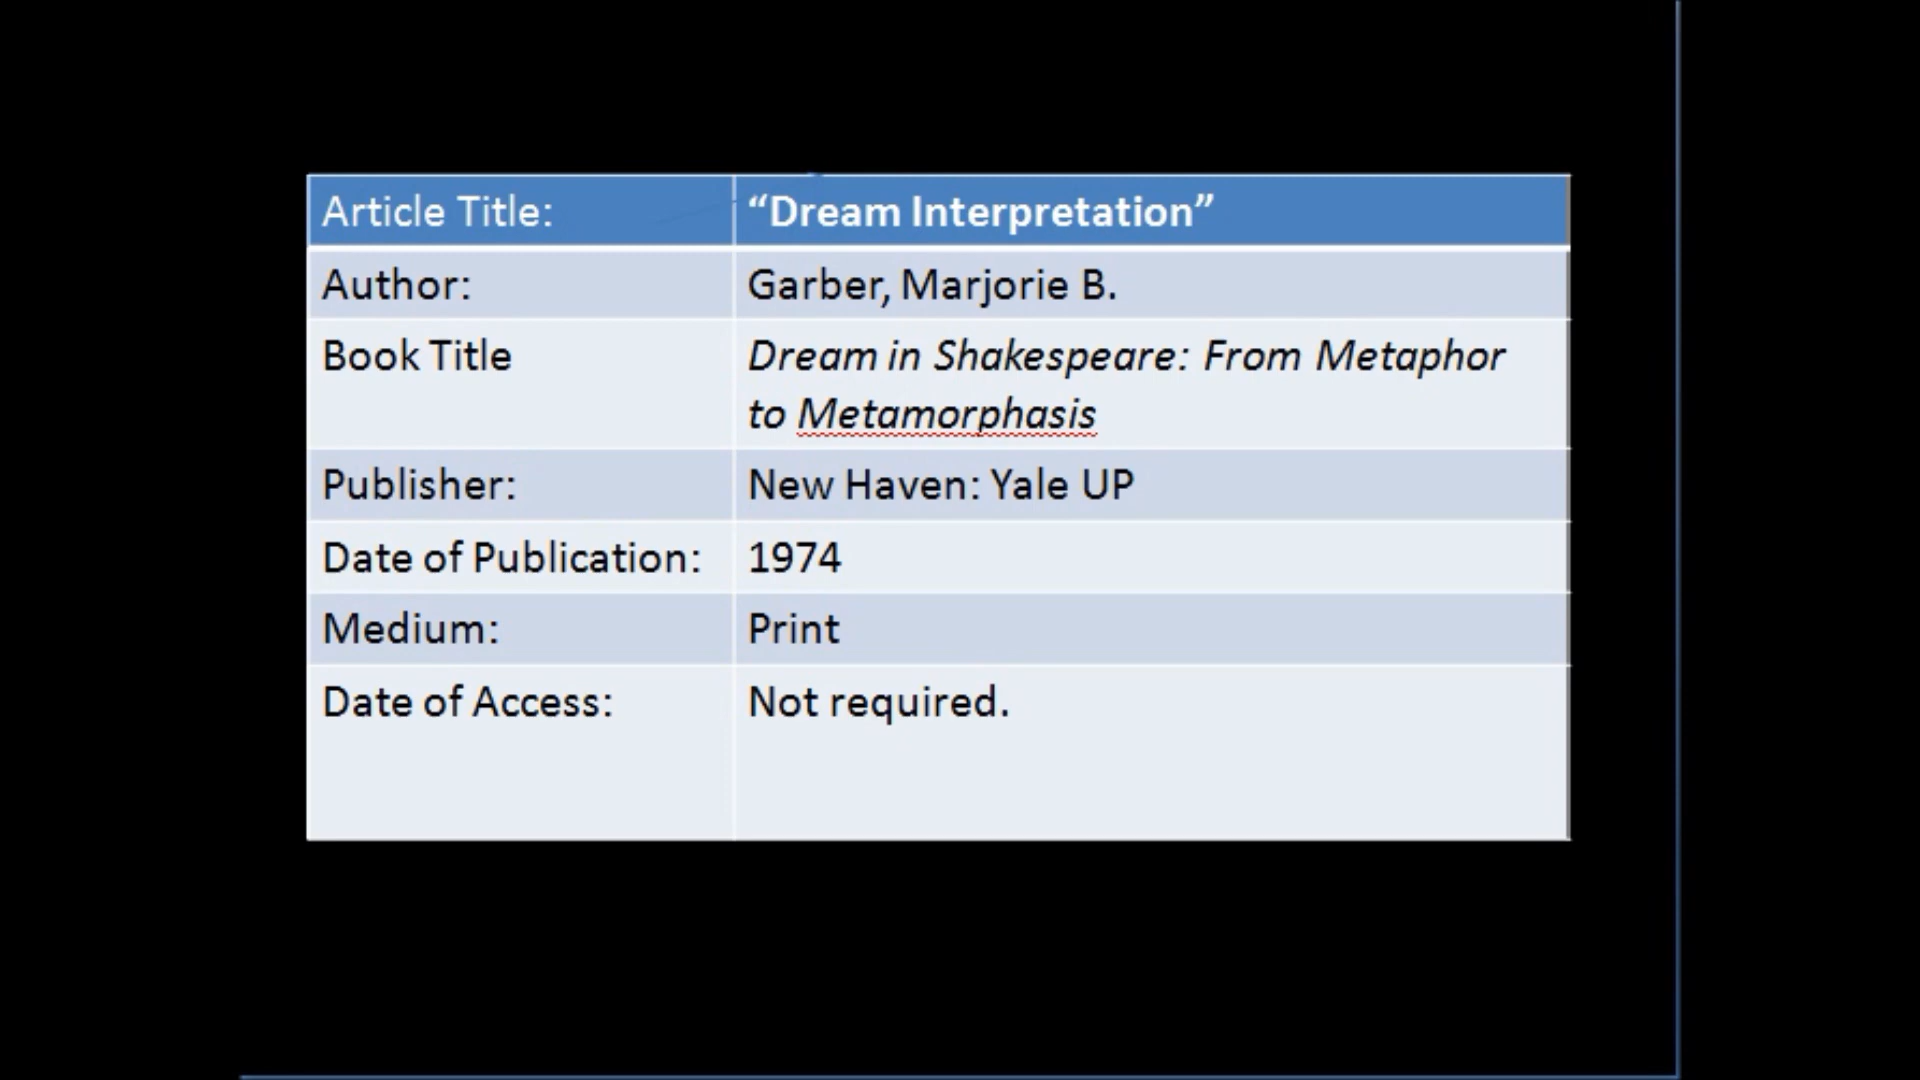 Article Title: “Dream Interpretation”
Author: Garber, Marjorie B.
Book Title Dream in Shakespeare: From Metaphor
to Metamorphasis
Publisher: New Haven: Yale UP
Date of Publication: 1974
Medium: Print
Date of Access: Not required.